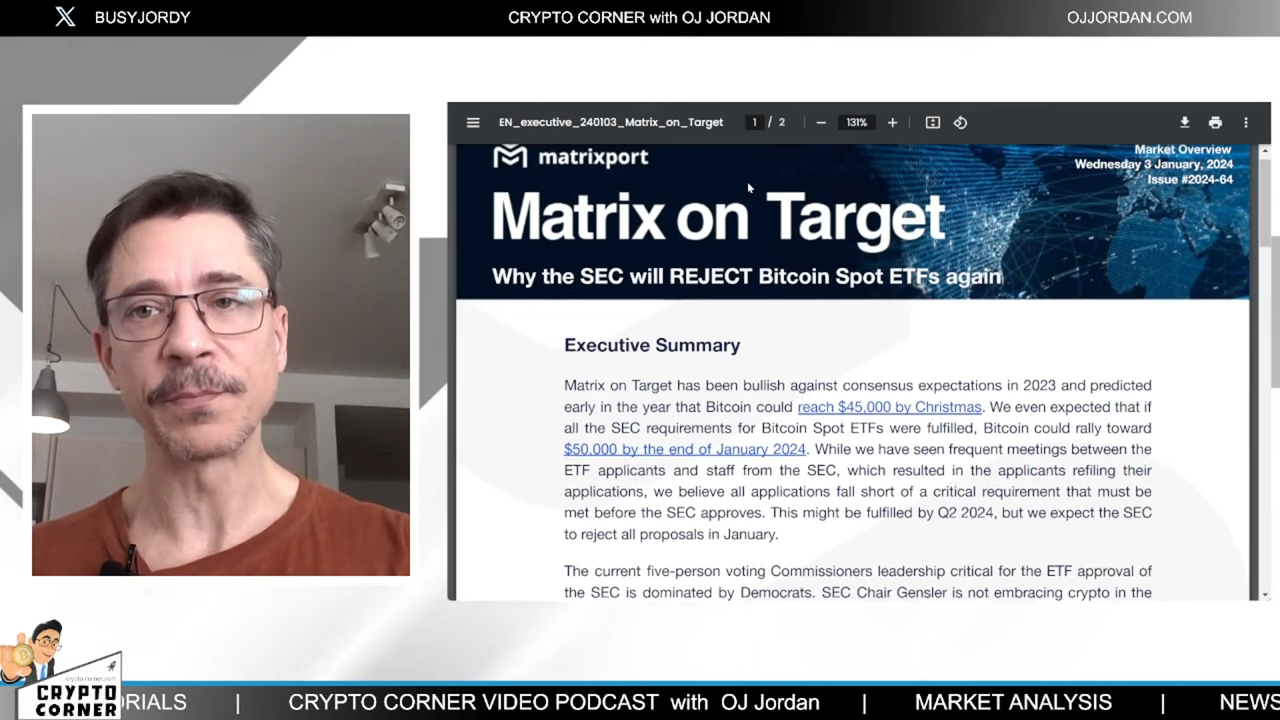 BUSYJORDY
CRYPTO CORNER with OJ JORDAN
OJJORDAN.COM
EN_executive_240103_Matrix_on_Target
1 / 2
131%
matrixport
Market Overview
Wednesday 3 January, 2024
Issue #2024-64
Matrix on Target
Why the SEC will REJECT Bitcoin Spot ETFs again
Executive Summary
Matrix on Target has been bullish against consensus expectations in 2023 and predicted
early in the year that Bitcoin could reach $45,000 by Christmas. We even expected that if
all the SEC requirements for Bitcoin Spot ETFs were fulfilled, Bitcoin could rally toward
$50,000 by the end of January 2024. While we have seen frequent meetings between the
ETF applicants and staff from the SEC, which resulted in the applicants refiling their
applications, we believe all applications fall short of a critical requirement that must be
met before the SEC approves. This might be fulfilled by Q2 2024, but we expect the SEC
to reject all proposals in January.
The current five-person voting Commissioners leadership critical for the ETF approval of
the SEC is dominated by Democrats. SEC Chair Gensler is not embracing crypto in the
crypto-corner.com
CRYPTO
CORNER
RIALS | CRYPTO CORNER VIDEO PODCAST with OJ Jordan | MARKET ANALYSIS | NEWS